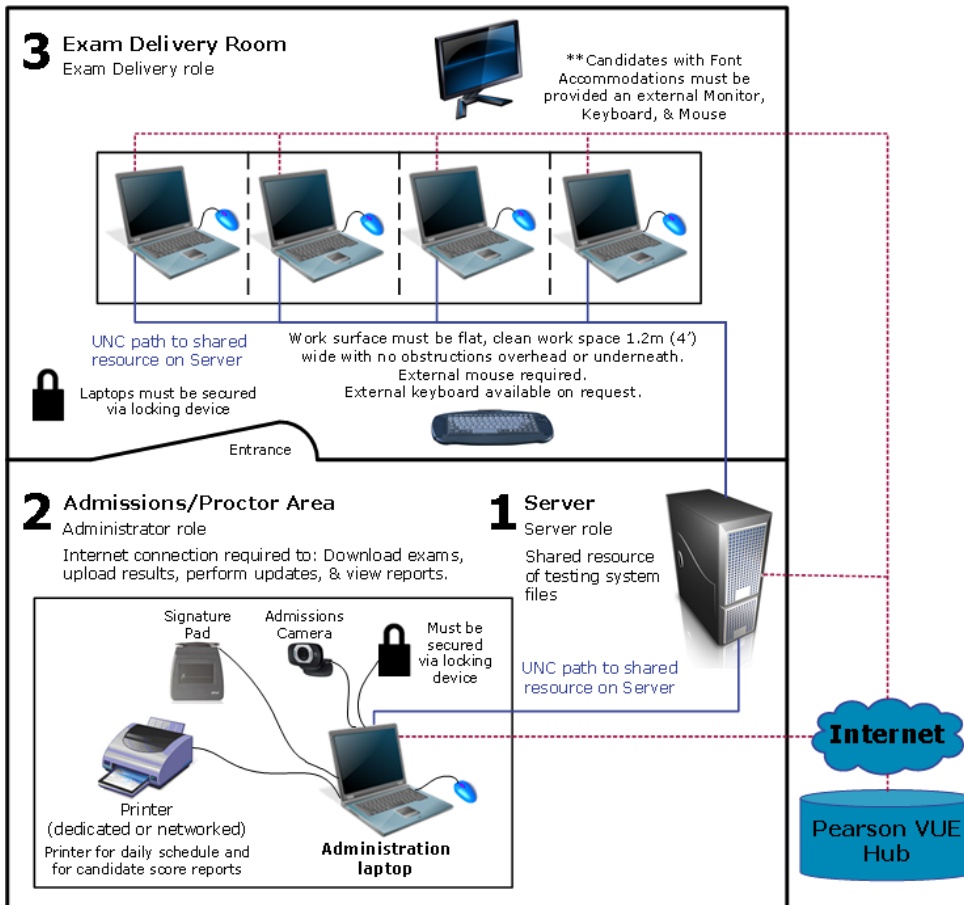 3 Exam Delivery Room
Exam Delivery role
**Candidates with Font
Accommodations must be
provided an external Monitor,
Keyboard, & Mouse
UNC path to shared
resource on Server
Work surface must be flat, clean work space 1.2m (4’)
wide with no obstructions overhead or underneath.
External mouse required.
External keyboard available on request.
Laptops must be secured
via locking device
Entrance
2 Admissions/Proctor Area
Administrator role
Internet connection required to: Download exams,
upload results, perform updates, & view reports.
1 Server
Server role
Shared resource
of testing system
files
Signature
Pad
Admissions
Camera
Must be
secured
via locking
device
UNC path to shared
resource on Server
Printer
(dedicated or networked)
Printer for daily schedule and
for candidate score reports
Administration
laptop
Internet
Pearson VUE
Hub